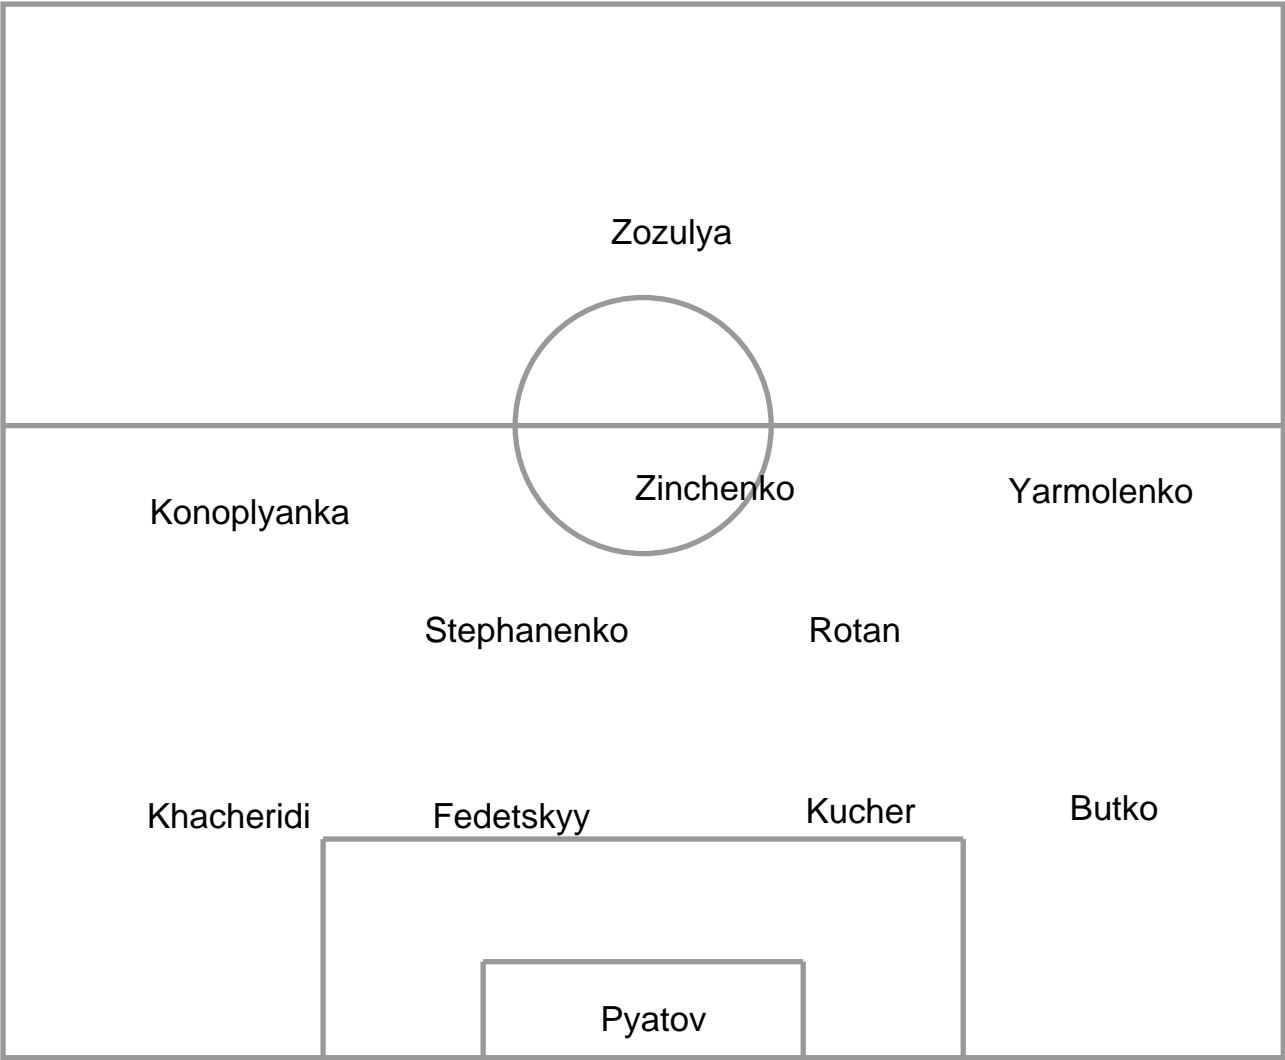 Zozulya
Konoplyanka Zinchenko Yarmolenko
Stephanenko Rotan
Khacheridi Fedetskyy Kucher Butko
Pyatov